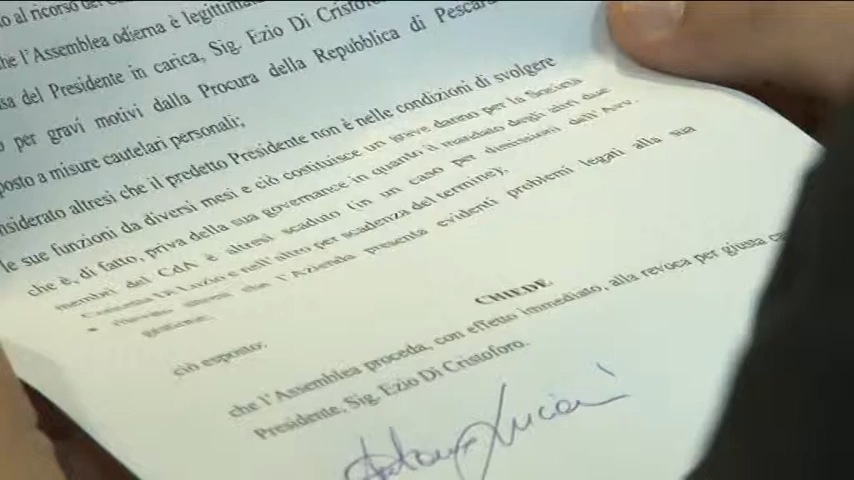 al ricorso
l'Assemblea odierna è legittima
del Presidente in carica, Sig. Ezio Di Cristoforo
per gravi motivi dalla Procura della Repubblica di Pescara
posto a misure cautelari personali;
nsiderato altresì che il predetto Presidente non è nelle condizioni di svolgere
le sue funzioni da diversi mesi e ciò costituisce un grave danno per la Società
che è, di fatto, priva della sua governance in quanto il mandato degli altri due
membri del CdA è altresì scaduto (in un caso per dimissioni dell'Avv.
e nell'altro per scadenza del termine);
che l'Azienda presenta evidenti problemi legati alla sua
gestione
ciò esposto.
CHIEDE
che l'Assemblea proceda, con effetto immediato, alla revoca per giusta
Presidente, Sig. Ezio Di Cristoforo.